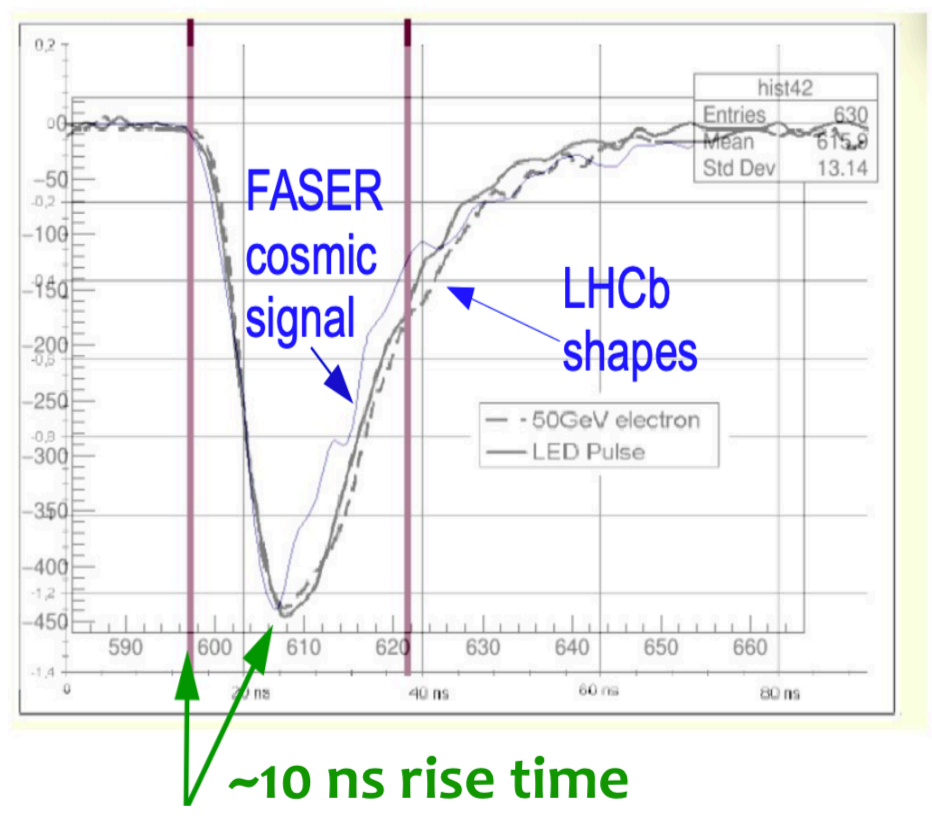 0,2
hist42
Entries 630
Mean 615.9
Std Dev 13.14
0
−50
-0,2
−100
-0,4
−150
−200
−250
-0,8
−300
−350
−400
-1,2
−450
-1,4
FASER
cosmic
signal
LHCb
shapes
50GeV electron
LED Pulse
590 600 610 620 630 640 650 660
0 20 ns 40 ns 60 ns 80 ns
~10 ns rise time